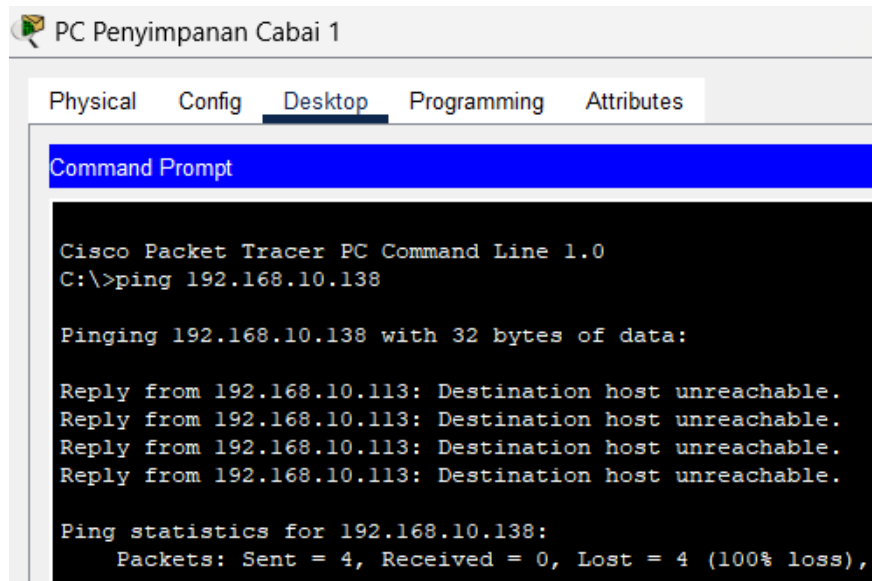 PC Penyimpanan Cabai 1
Physical Config Desktop Programming Attributes
Command Prompt
Cisco Packet Tracer PC Command Line 1.0
C:\>ping 192.168.10.138
Pinging 192.168.10.138 with 32 bytes of data:
Reply from 192.168.10.113: Destination host unreachable.
Reply from 192.168.10.113: Destination host unreachable.
Reply from 192.168.10.113: Destination host unreachable.
Reply from 192.168.10.113: Destination host unreachable.
Ping statistics for 192.168.10.138:
Packets: Sent = 4, Received = 0, Lost = 4 (100% loss),